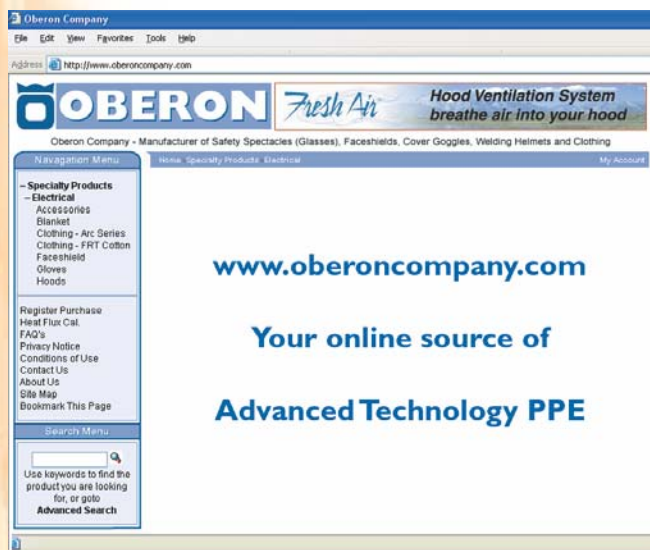 Oberon Company
File Edit View Favorites Tools Help
Address http://www.oberoncompany.com
OBERON
Fresh Air
Hood Ventilation System
breathe air into your hood
Oberon Company - Manufacturer of Safety Spectacles (Glasses), Faceshields, Cover Goggles, Welding Helmets and Clothing
Navagation Menu
Home Specialty Products Electrical
My Account
– Specialty Products
– Electrical
Accessories
Blanket
Clothing - Arc Series
Clothing - FRT Cotton
Faceshield
Gloves
Hoods
Register Purchase
Heat Flux Cal.
FAQ's
Privacy Notice
Conditions of Use
Contact Us
About Us
Site Map
Bookmark This Page
Search Menu
Use keywords to find the
product you are looking
for, or goto
Advanced Search
www.oberoncompany.com
Your online source of
Advanced Technology PPE